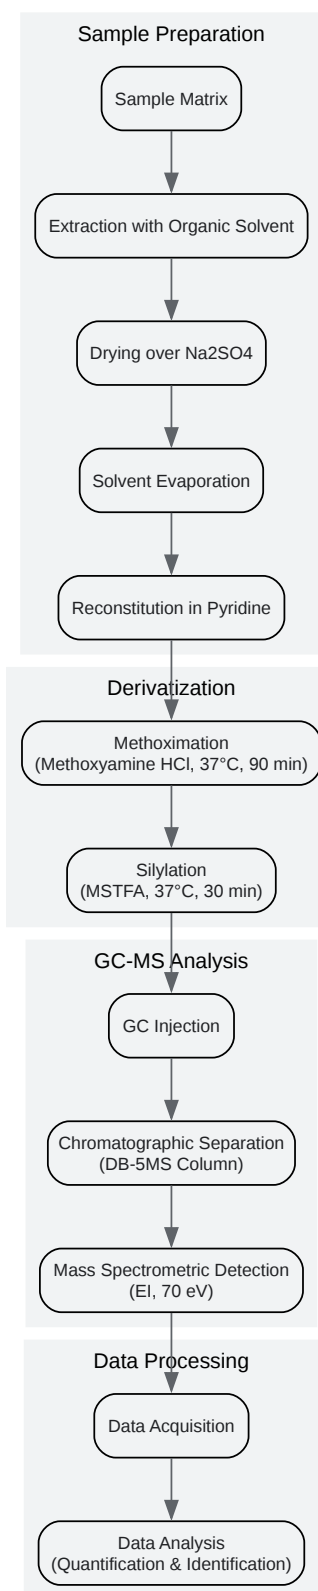 Sample Preparation
Sample Matrix
Extraction with Organic Solvent
Drying over Na2SO4
Solvent Evaporation
Reconstitution in Pyridine
Derivatization
Methoximation
(Methoxyamine HCl, 37°C, 90 min)
Silylation
(MSTFA, 37°C, 30 min)
GC-MS Analysis
GC Injection
Chromatographic Separation
(DB-5MS Column)
Mass Spectrometric Detection
(EI, 70 eV)
Data Processing
Data Acquisition
Data Analysis
(Quantification & Identification)